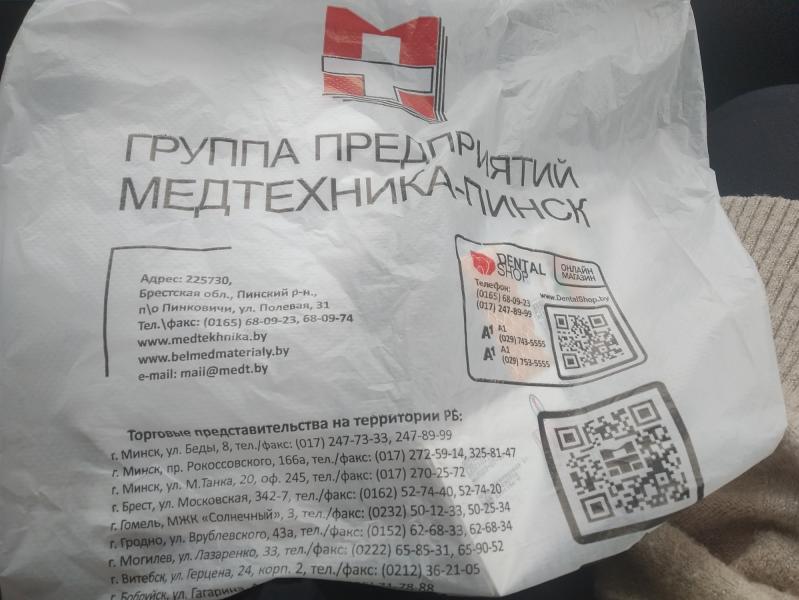 ГРУППА ПРЕДПРИЯТИЙ
МЕДТЕХНИКА-ПИНСК
Адрес: 225730,
Брестская обл., Пинский р-н.,
п\о Пинковичи, ул. Полевая, 31
Тел.\факс: (0165) 68-09-23, 68-09-74
www.medtekhnika.by
www.belmedmaterialy.by
e-mail: maii@medt.by
DENTAL
SHOP
ОНЛАЙН
МАГАЗИН
Телефон:
(0165) 68-09-23
(017) 247-89-99
www.DentalShop.by
A1 A1
(029) 743-5555
A1 A1
(029) 753-5555
Торговые представительства на территории РБ:
г. Минск, ул. Беды, 8, тел./факс: (017) 247-73-33, 247-89-99
г. Минск, пр. Рокоссовского, 166а, тел./факс: (017) 272-59-14, 325-81-47
г. Минск, ул. М.Танка, 20, оф. 245, тел./факс: (017) 270-25-72
г. Брест, ул. Московская, 342-7, тел./факс: (0162) 52-74-40, 52-74-20
г. Гомель, МЖК «Солнечный», 3, тел./факс: (0232) 50-12-33, 50-25-34
г. Гродно, ул. Врублевского, 43а, тел./факс: (0152) 62-68-33, 62-68-34
г. Могилев, ул. Лазаренко, 33, тел./факс: (0222) 65-85-31, 65-90-52
г. Витебск, ул. Герцена, 24, корп. 2, тел./факс: (0212) 36-21-05
г. Бобруйск, ул. Гагарина